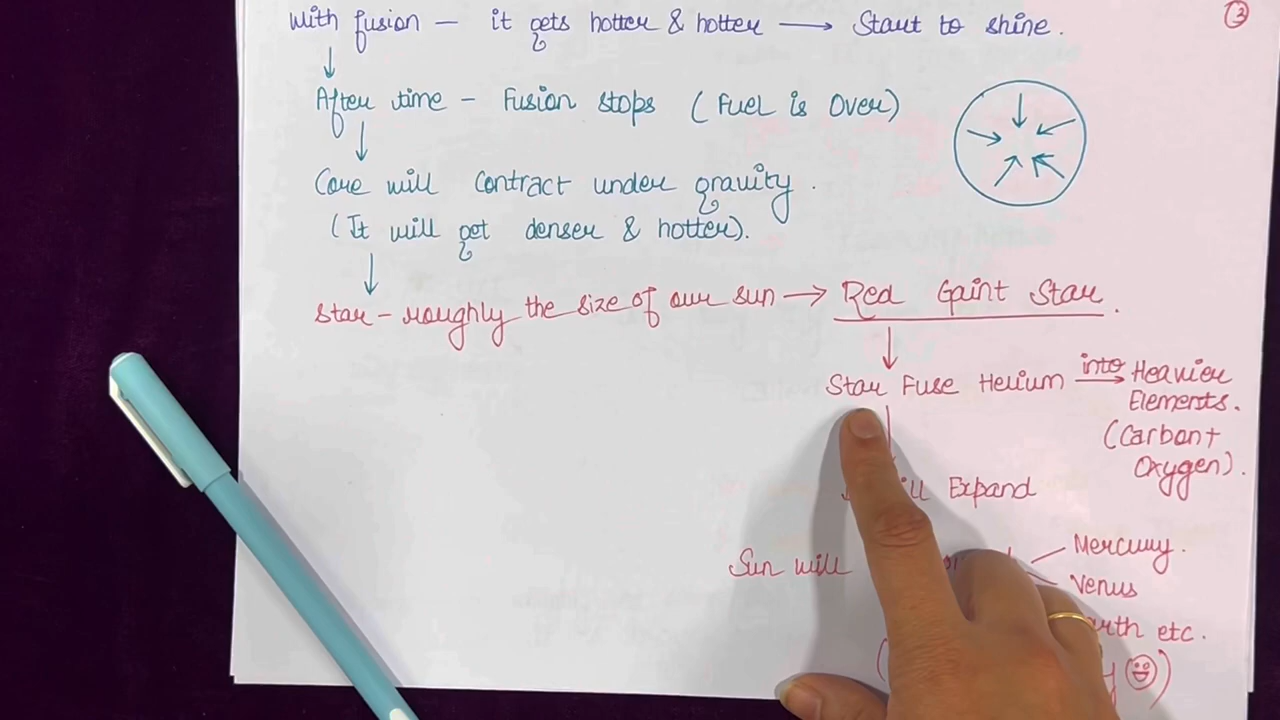 3
With fusion — it gets hotter & hotter ⟶ Start to shine.
↓
After time - Fusion stops (Fuel is Over)
↓
Core will contract under gravity.
(It will get denser & hotter).
↓
Star - roughly the size of our sun → Red Gaint Star.
↓
Star Fuse Helium into → Heavier
Elements.
(Carbon +
Oxygen).
Expand
Sun will
Mercury.
Venus
etc.